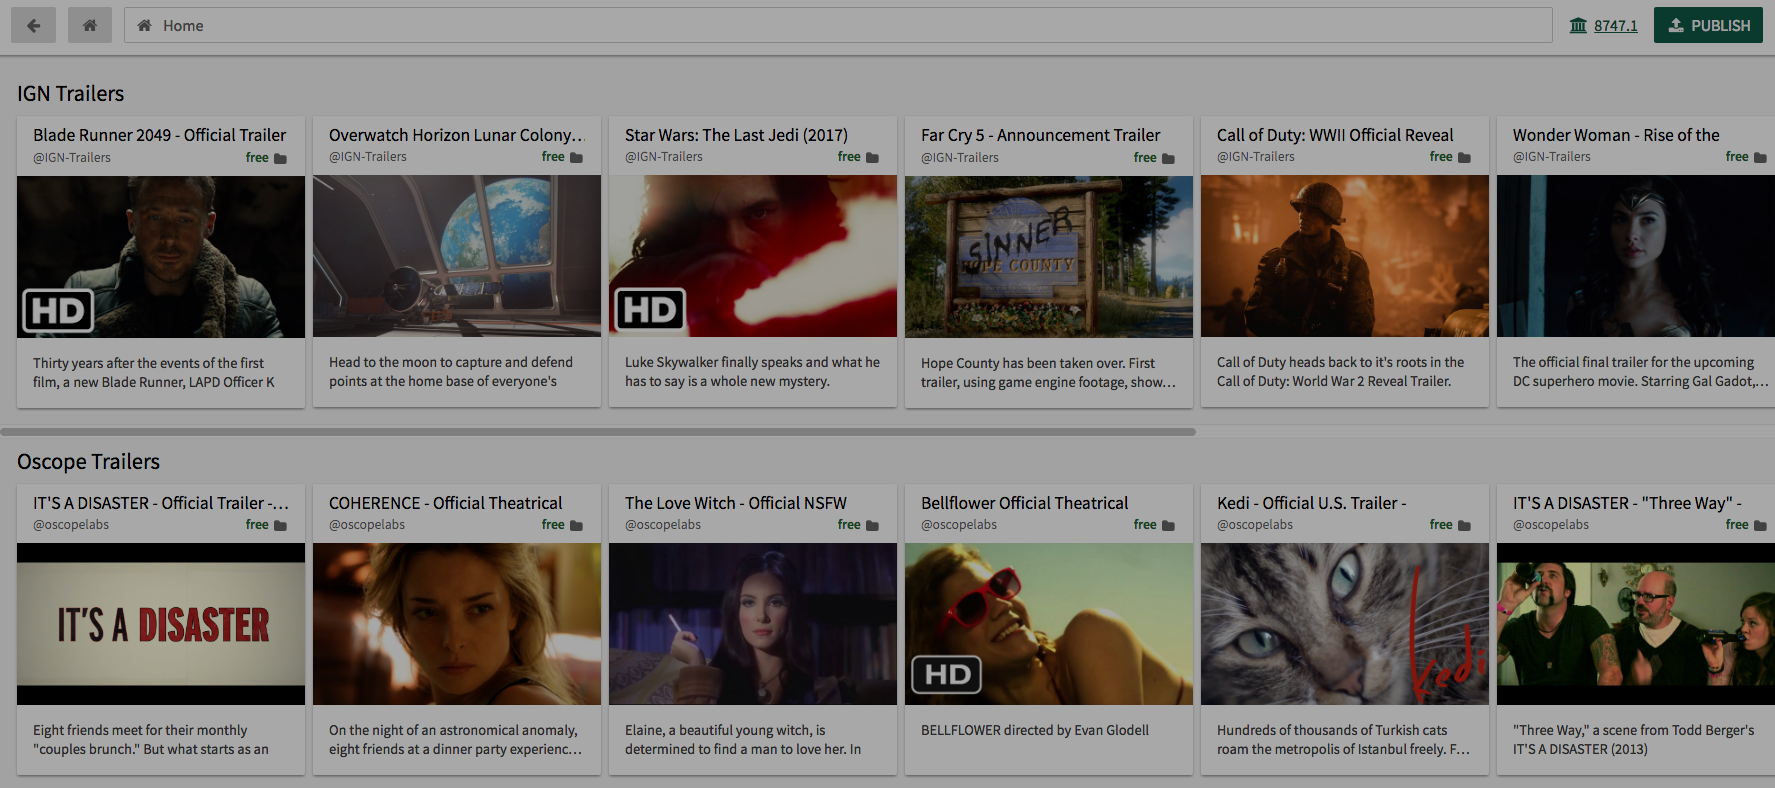 Home
8747.1
PUBLISH
IGN Trailers
Blade Runner 2049 - Official Trailer
@IGN-Trailers
free
HD
Thirty years after the events of the first
film, a new Blade Runner, LAPD Officer K
Overwatch Horizon Lunar Colony…
@IGN-Trailers
free
Head to the moon to capture and defend
points at the home base of everyone's
Star Wars: The Last Jedi (2017)
@IGN-Trailers
free
HD
Luke Skywalker finally speaks and what he
has to say is a whole new mystery.
Far Cry 5 - Announcement Trailer
@IGN-Trailers
free
SINNER
HOPE COUNTY
Hope County has been taken over. First
trailer, using game engine footage, show…
Call of Duty: WWII Official Reveal
@IGN-Trailers
free
Call of Duty heads back to it's roots in the
Call of Duty: World War 2 Reveal Trailer.
Wonder Woman - Rise of the
@IGN-Trailers
free
The official final trailer for the upcoming
DC superhero movie. Starring Gal Gadot,…
Oscope Trailers
IT'S A DISASTER - Official Trailer -…
@oscopelabs
free
IT'S A DISASTER
Eight friends meet for their monthly
"couples brunch." But what starts as an
COHERENCE - Official Theatrical
@oscopelabs
free
On the night of an astronomical anomaly,
eight friends at a dinner party experienc…
The Love Witch - Official NSFW
@oscopelabs
free
Elaine, a beautiful young witch, is
determined to find a man to love her. In
Bellflower Official Theatrical
@oscopelabs
free
HD
BELLFLOWER directed by Evan Glodell
Kedi - Official U.S. Trailer -
@oscopelabs
free
Kedi
Hundreds of thousands of Turkish cats
roam the metropolis of Istanbul freely. F…
IT'S A DISASTER - "Three Way" -
@oscopelabs
free
"Three Way," a scene from Todd Berger's
IT'S A DISASTER (2013)